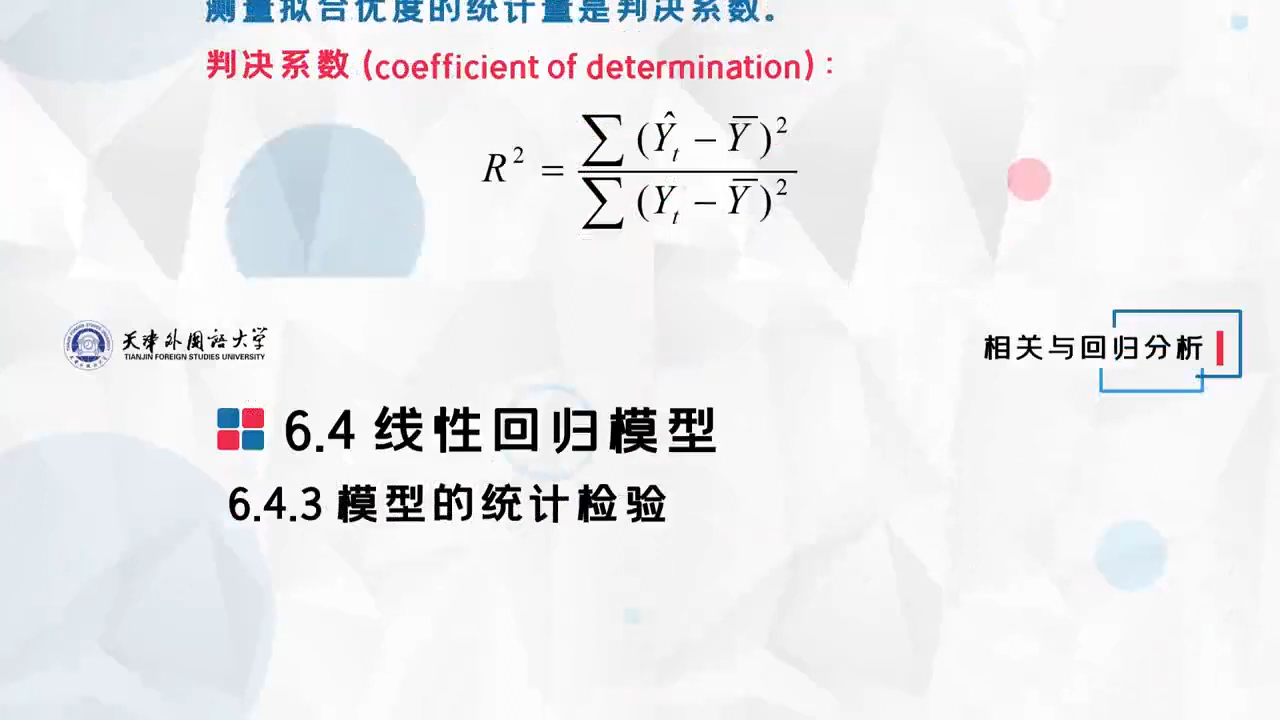 测量拟合优度的统计量是判决系数。
判决系数 (coefficient of determination) :
R² = ∑ (Ŷₜ − Y̅)² / ∑ (Yₜ − Y̅)²
天津外国语大学
TIANJIN FOREIGN STUDIES UNIVERSITY
相关与回归分析
6.4 线性回归模型
6.4.3 模型的统计检验